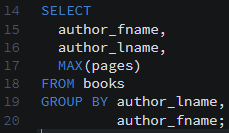 14 SELECT
15 author_fname,
16 author_lname,
17 MAX(pages)
18 FROM books
19 GROUP BY author_lname,
20 author_fname;